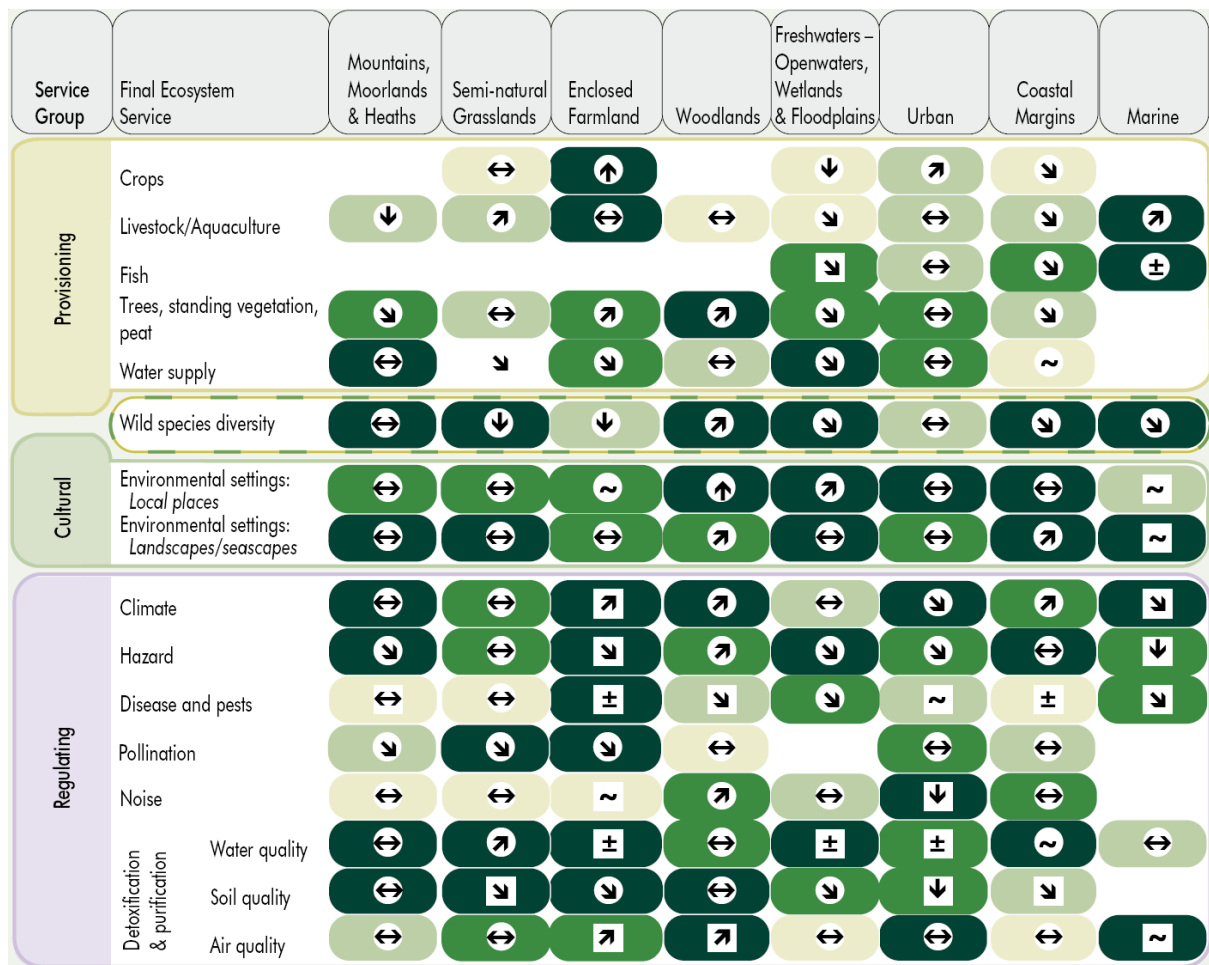 Service
Group
Final Ecosystem
Service
Mountains,
Moorlands
& Heaths
Semi-natural
Grasslands
Enclosed
Farmland
Woodlands
Freshwaters –
Openwaters,
Wetlands
& Floodplains
Urban
Coastal
Margins
Marine
Provisioning
Crops
Livestock/Aquaculture
Fish
±
Trees, standing vegetation,
peat
Water supply
~
Wild species diversity
Cultural
Environmental settings:
Local places
~ ~
Environmental settings:
Landscapes/seascapes
~
Regulating
Climate
Hazard
Disease and pests
± ~ ±
Pollination
Noise
~
Detoxification
& purification
Water quality
± ± ± ~
Soil quality
Air quality
~